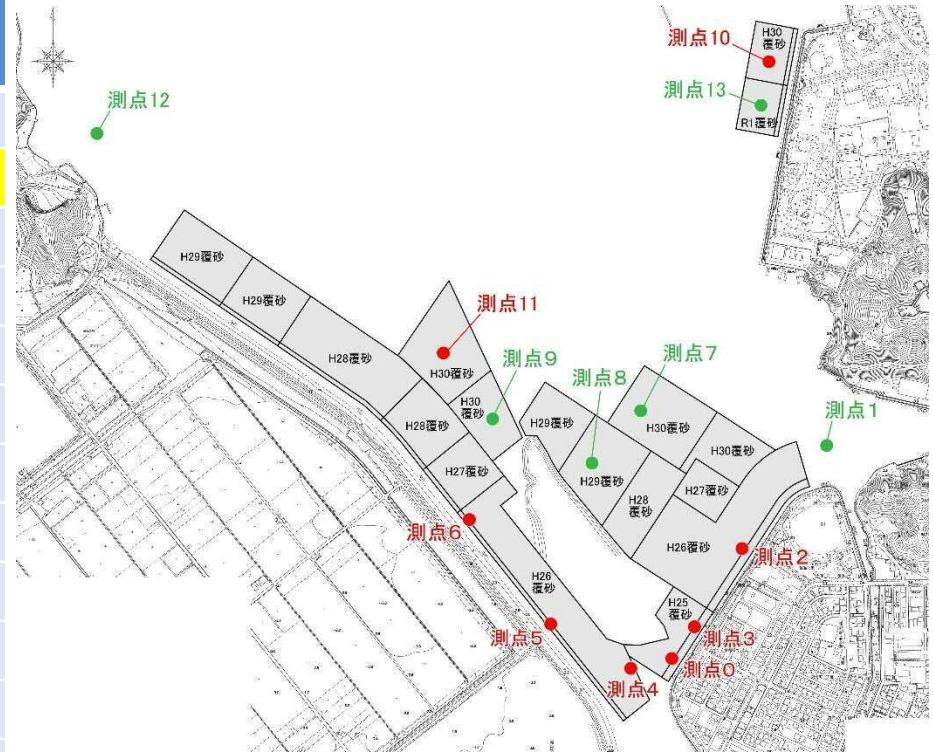 測点10
H30
覆砂
測点13
R1覆砂
測点12
H29覆砂
H29覆砂
H28覆砂
測点11
H30覆砂
H30
覆砂
測点9
H28覆砂
H27覆砂
測点6
H29覆砂
測点8
測点7
H30覆砂
H30覆砂
測点1
H29覆砂
H28
覆砂
H27覆砂
H26覆砂
測点2
H26
覆砂
H25
覆砂
測点3
測点5
測点0
測点4